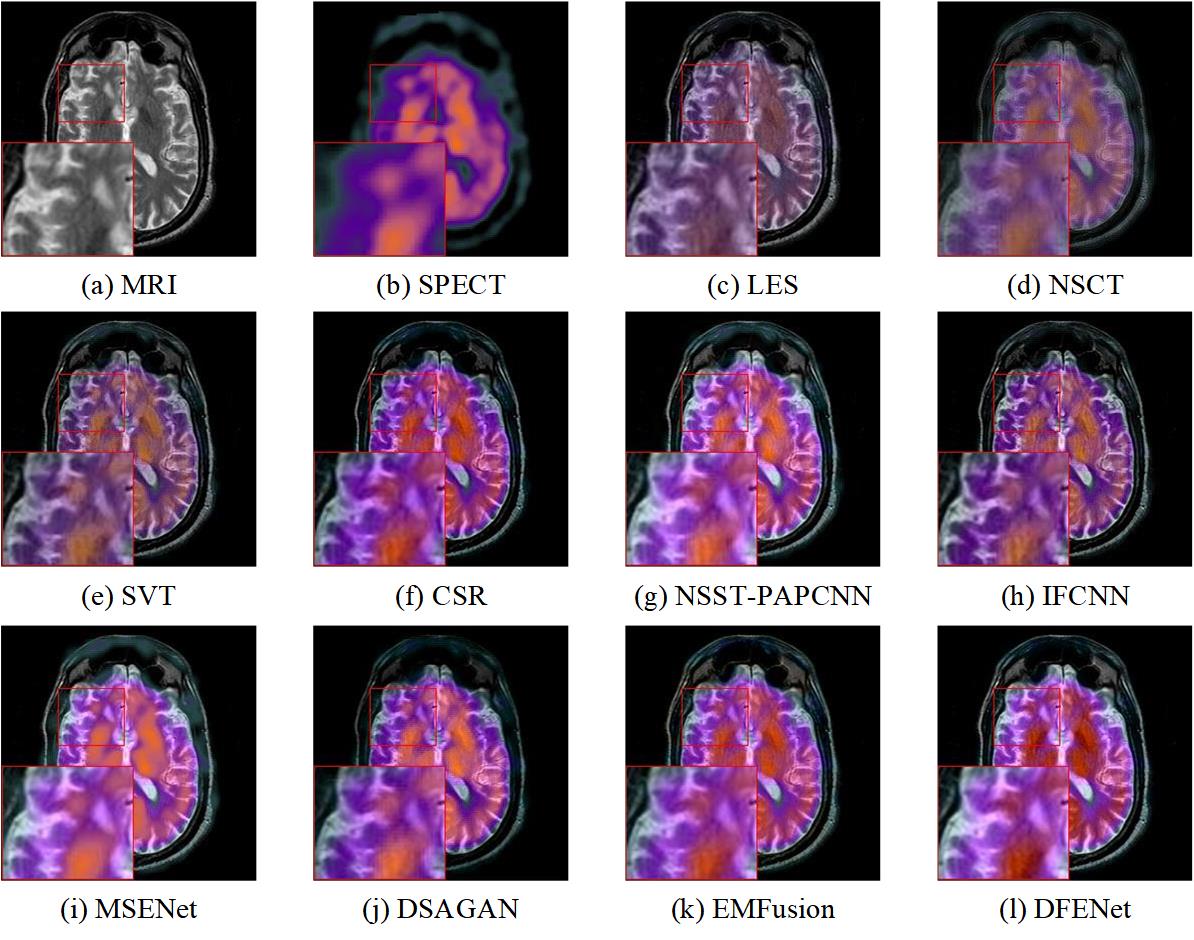 (a) MRI
(b) SPECT
(c) LES
(d) NSCT
(e) SVT
(f) CSR
(g) NSST-PAPCNN
(h) IFCNN
(i) MSENet
(j) DSAGAN
(k) EMFusion
(l) DFENet